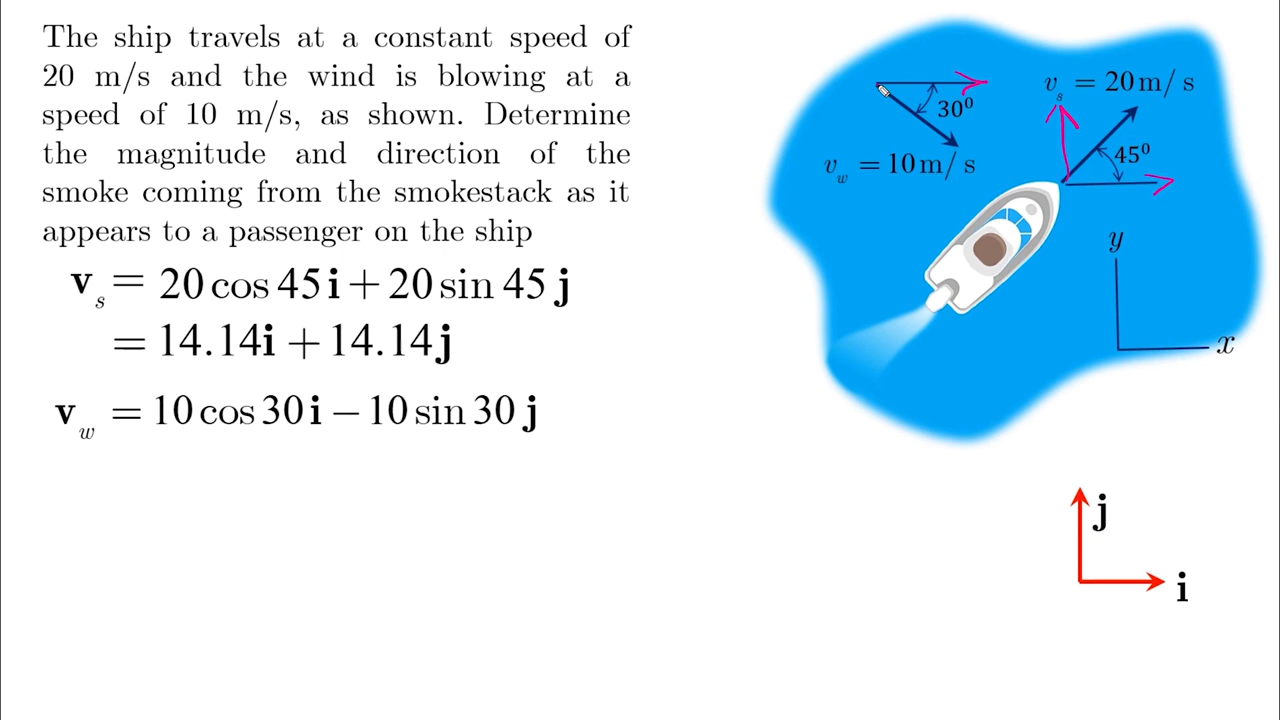 The ship travels at a constant speed of
20 m/s and the wind is blowing at a
speed of 10 m/s, as shown. Determine
the magnitude and direction of the
smoke coming from the smokestack as it
appears to a passenger on the ship
v_s = 20 cos 45 i + 20 sin 45 j
= 14.14i + 14.14j
v_w = 10 cos 30 i − 10 sin 30 j
v_s = 20 m/s
30⁰
45⁰
v_w = 10 m/s
y
x
j
i